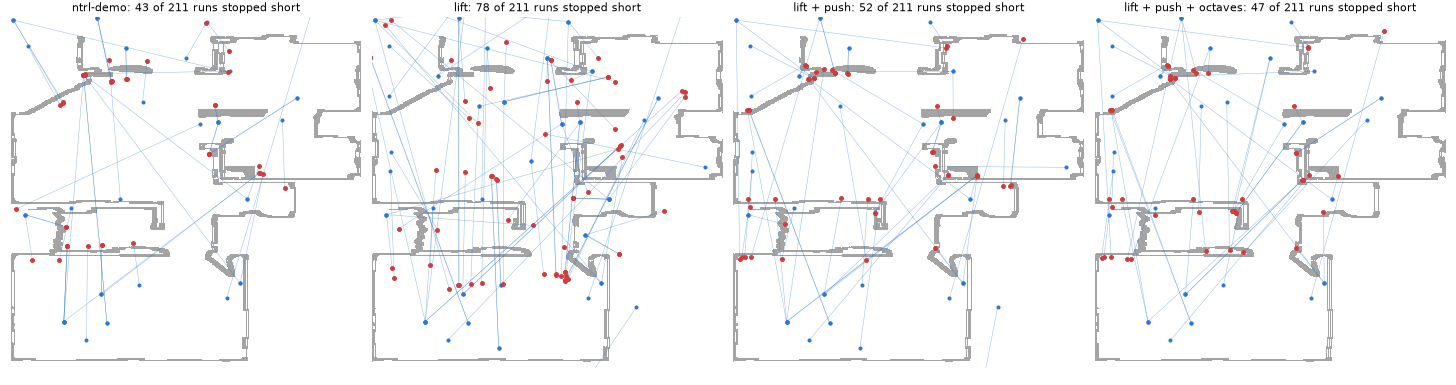 ntrl-demo: 43 of 211 runs stopped short
lift: 78 of 211 runs stopped short
lift + push: 52 of 211 runs stopped short
lift + push + octaves: 47 of 211 runs stopped short